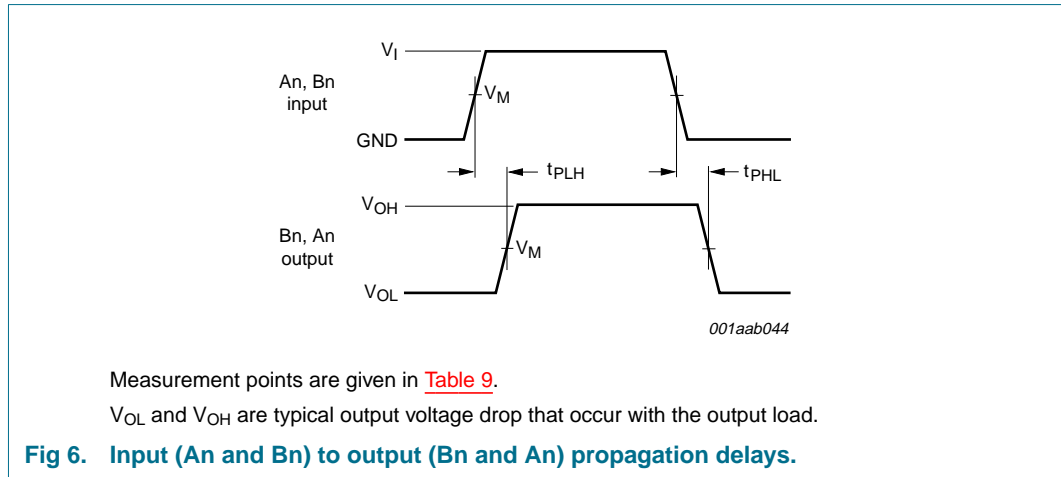 VI
An, Bn
input
VM
GND
tPLH
tPHL
VOH
Bn, An
output
VM
VOL
001aab044
Measurement points are given in Table 9.
VOL and VOH are typical output voltage drop that occur with the output load.
Fig 6. Input (An and Bn) to output (Bn and An) propagation delays.